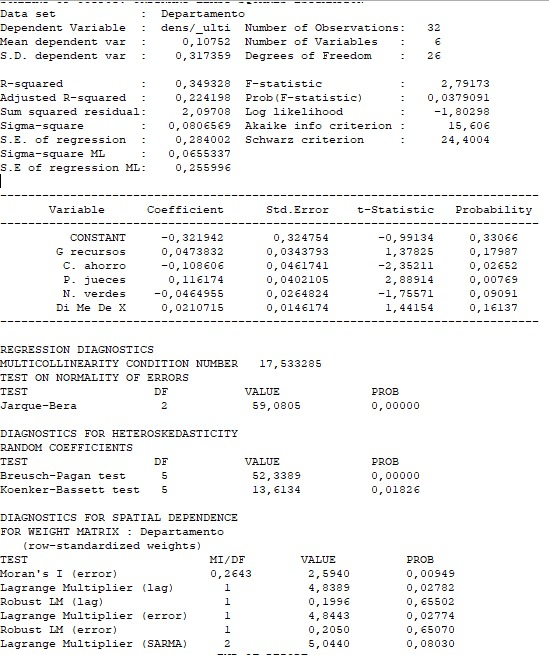 Data set : Departamento
Dependent Variable : dens/_ulti Number of Observations: 32
Mean dependent var : 0,10752 Number of Variables : 6
S.D. dependent var : 0,317359 Degrees of Freedom : 26
R-squared : 0,349328 F-statistic : 2,79173
Adjusted R-squared : 0,224198 Prob(F-statistic) : 0,0379091
Sum squared residual: 2,09708 Log likelihood : -1,80298
Sigma-square : 0,0806569 Akaike info criterion : 15,606
S.E. of regression : 0,284002 Schwarz criterion : 24,4004
Sigma-square ML : 0,0655337
S.E of regression ML: 0,255996
-----------------------------------------------------------------------------
Variable Coefficient Std.Error t-Statistic Probability
-----------------------------------------------------------------------------
CONSTANT -0,321942 0,324754 -0,99134 0,33066
G recursos 0,0473832 0,0343793 1,37825 0,17987
C. ahorro -0,108606 0,0461741 -2,35211 0,02652
P. jueces 0,116174 0,0402105 2,88914 0,00769
N. verdes -0,0464955 0,0264824 -1,75571 0,09091
Di Me De X 0,0210715 0,0146174 1,44154 0,16137
-----------------------------------------------------------------------------
REGRESSION DIAGNOSTICS
MULTICOLLINEARITY CONDITION NUMBER 17,533285
TEST ON NORMALITY OF ERRORS
TEST DF VALUE PROB
Jarque-Bera 2 59,0805 0,00000
DIAGNOSTICS FOR HETEROSKEDASTICITY
RANDOM COEFFICIENTS
TEST DF VALUE PROB
Breusch-Pagan test 5 52,3389 0,00000
Koenker-Bassett test 5 13,6134 0,01826
DIAGNOSTICS FOR SPATIAL DEPENDENCE
FOR WEIGHT MATRIX : Departamento
(row-standardized weights)
TEST MI/DF VALUE PROB
Moran's I (error) 0,2643 2,5940 0,00949
Lagrange Multiplier (lag) 1 4,8389 0,02782
Robust LM (lag) 1 0,1996 0,65502
Lagrange Multiplier (error) 1 4,8443 0,02774
Robust LM (error) 1 0,2050 0,65070
Lagrange Multiplier (SARMA) 2 5,0440 0,08030